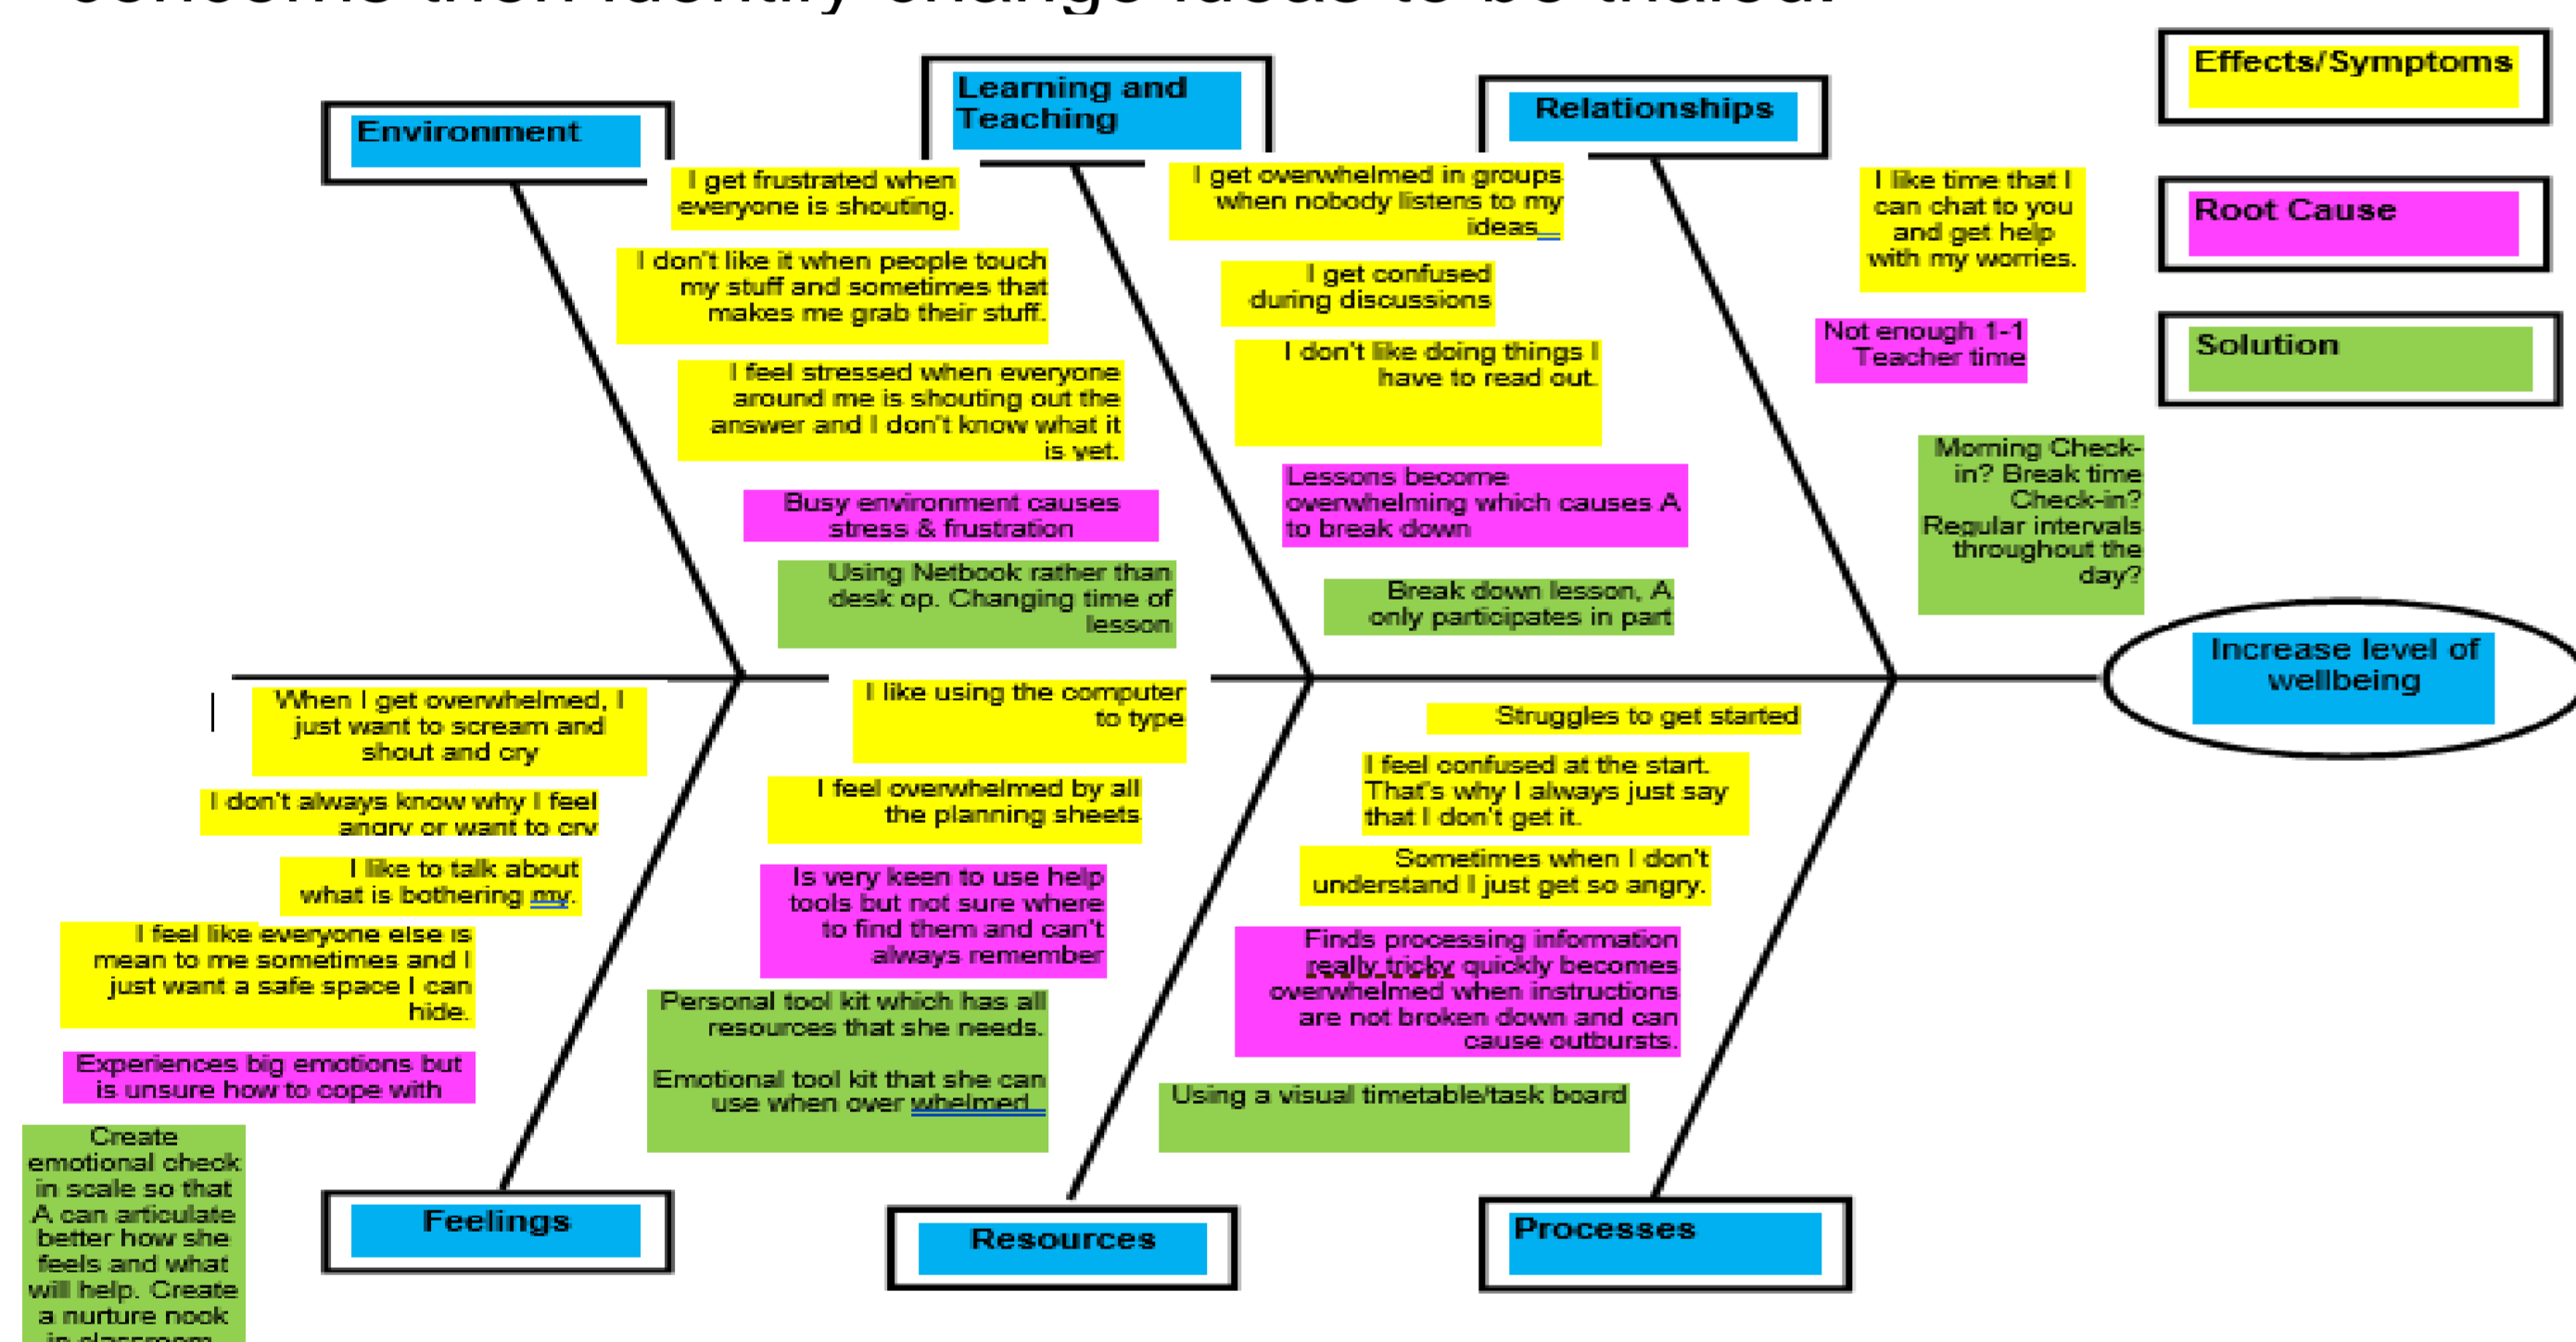 Effects/Symptoms
Root Cause
Solution
Environment
I get frustrated when
everyone is shouting.
I don't like it when people touch
my stuff and sometimes that
makes me grab their stuff.
I feel stressed when everyone
around me is shouting out the
answer and I don't know what it
is yet.
Busy environment causes
stress & frustration
Using Netbook rather than
desk op. Changing time of
lesson
Learning and
Teaching
I get overwhelmed in groups
when nobody listens to my
ideas
I get confused
during discussions
I don't like doing things I
have to read out.
Lessons become
overwhelming which causes A
to break down
Break down lesson, A
only participates in part
Relationships
I like time that I
can chat to you
and get help
with my worries.
Not enough 1-1
Teacher time
Morning Check-
in? Break time
Check-in?
Regular intervals
throughout the
day?
Increase level of
wellbeing
When I get overwhelmed, I
just want to scream and
shout and cry
I don't always know why I feel
angry or want to cry
I like to talk about
what is bothering my.
I feel like everyone else is
mean to me sometimes and I
just want a safe space I can
hide.
Experiences big emotions but
is unsure how to cope with
Create
emotional check
in scale so that
A can articulate
better how she
feels and what
will help. Create
a nurture nook
in classroom
Feelings
I like using the computer
to type
I feel overwhelmed by all
the planning sheets
Is very keen to use help
tools but not sure where
to find them and can't
always remember
Personal tool kit which has all
resources that she needs.
Emotional tool kit that she can
use when over whelmed
Resources
Struggles to get started
I feel confused at the start.
That's why I always just say
that I don't get it.
Sometimes when I don't
understand I just get so angry.
Finds processing information
really tricky quickly becomes
overwhelmed when instructions
are not broken down and can
cause outbursts.
Using a visual timetable/task board
Processes